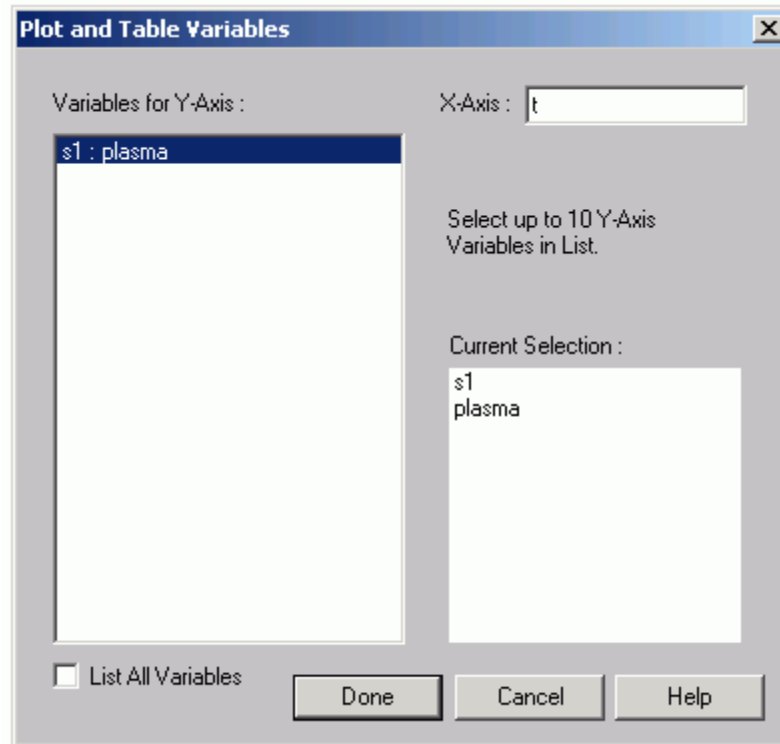 Plot and Table Variables
Variables for Y-Axis :
X-Axis : t
s1 : plasma
Select up to 10 Y-Axis
Variables in List.
Current Selection :
s1
plasma
List All Variables
Done
Cancel
Help